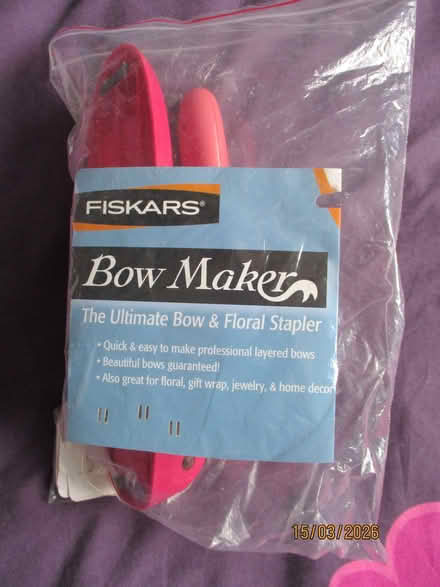 FISKARS®
Bow Maker
The Ultimate Bow & Floral Stapler
• Quick & easy to make professional layered bows
• Beautiful bows guaranteed!
• Also great for floral, gift wrap, jewelry, & home decor
15/03/2026